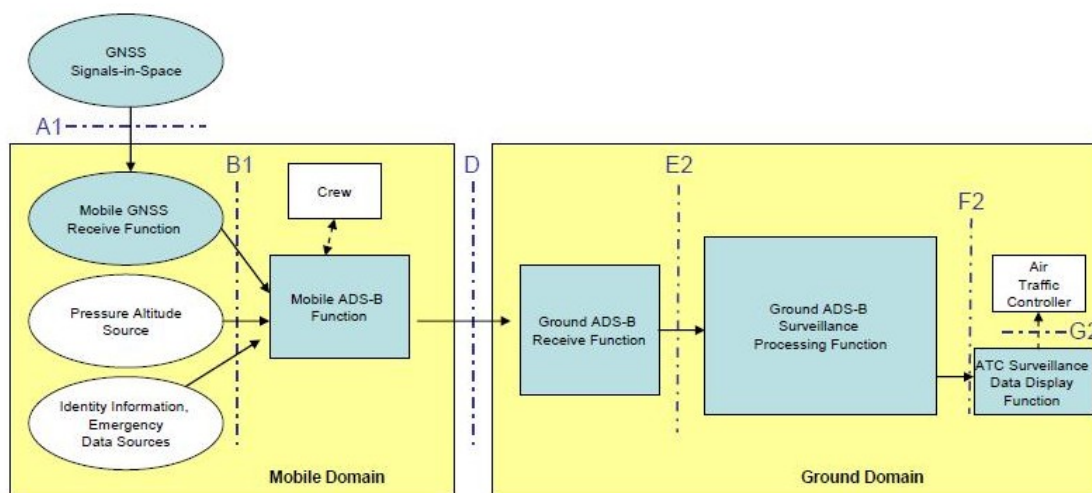 GNSS
Signals-in-Space
A1
B1
D
E2
F2
Crew
Mobile GNSS
Receive Function
Mobile ADS-B
Function
Pressure Altitude
Source
Identity Information,
Emergency
Data Sources
Mobile Domain
Ground ADS-B
Receive Function
Ground ADS-B
Surveillance
Processing Function
Air
Traffic
Controller
G2
ATC Surveillance
Data Display
Function
Ground Domain